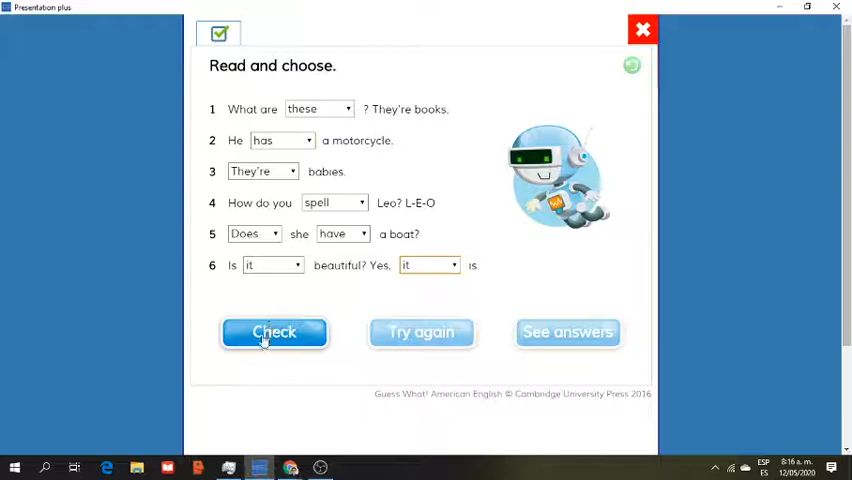 Presentation plus
Read and choose.
1 What are these ? They're books.
2 He has a motorcycle.
3 They're babies.
4 How do you spell Leo? L-E-O
5 Does she have a boat?
6 Is it beautiful? Yes, it is
Check Try again See answers
Guess What! American English © Cambridge University Press 2016
ESP 8:16 a. m.
ES 12/05/2020